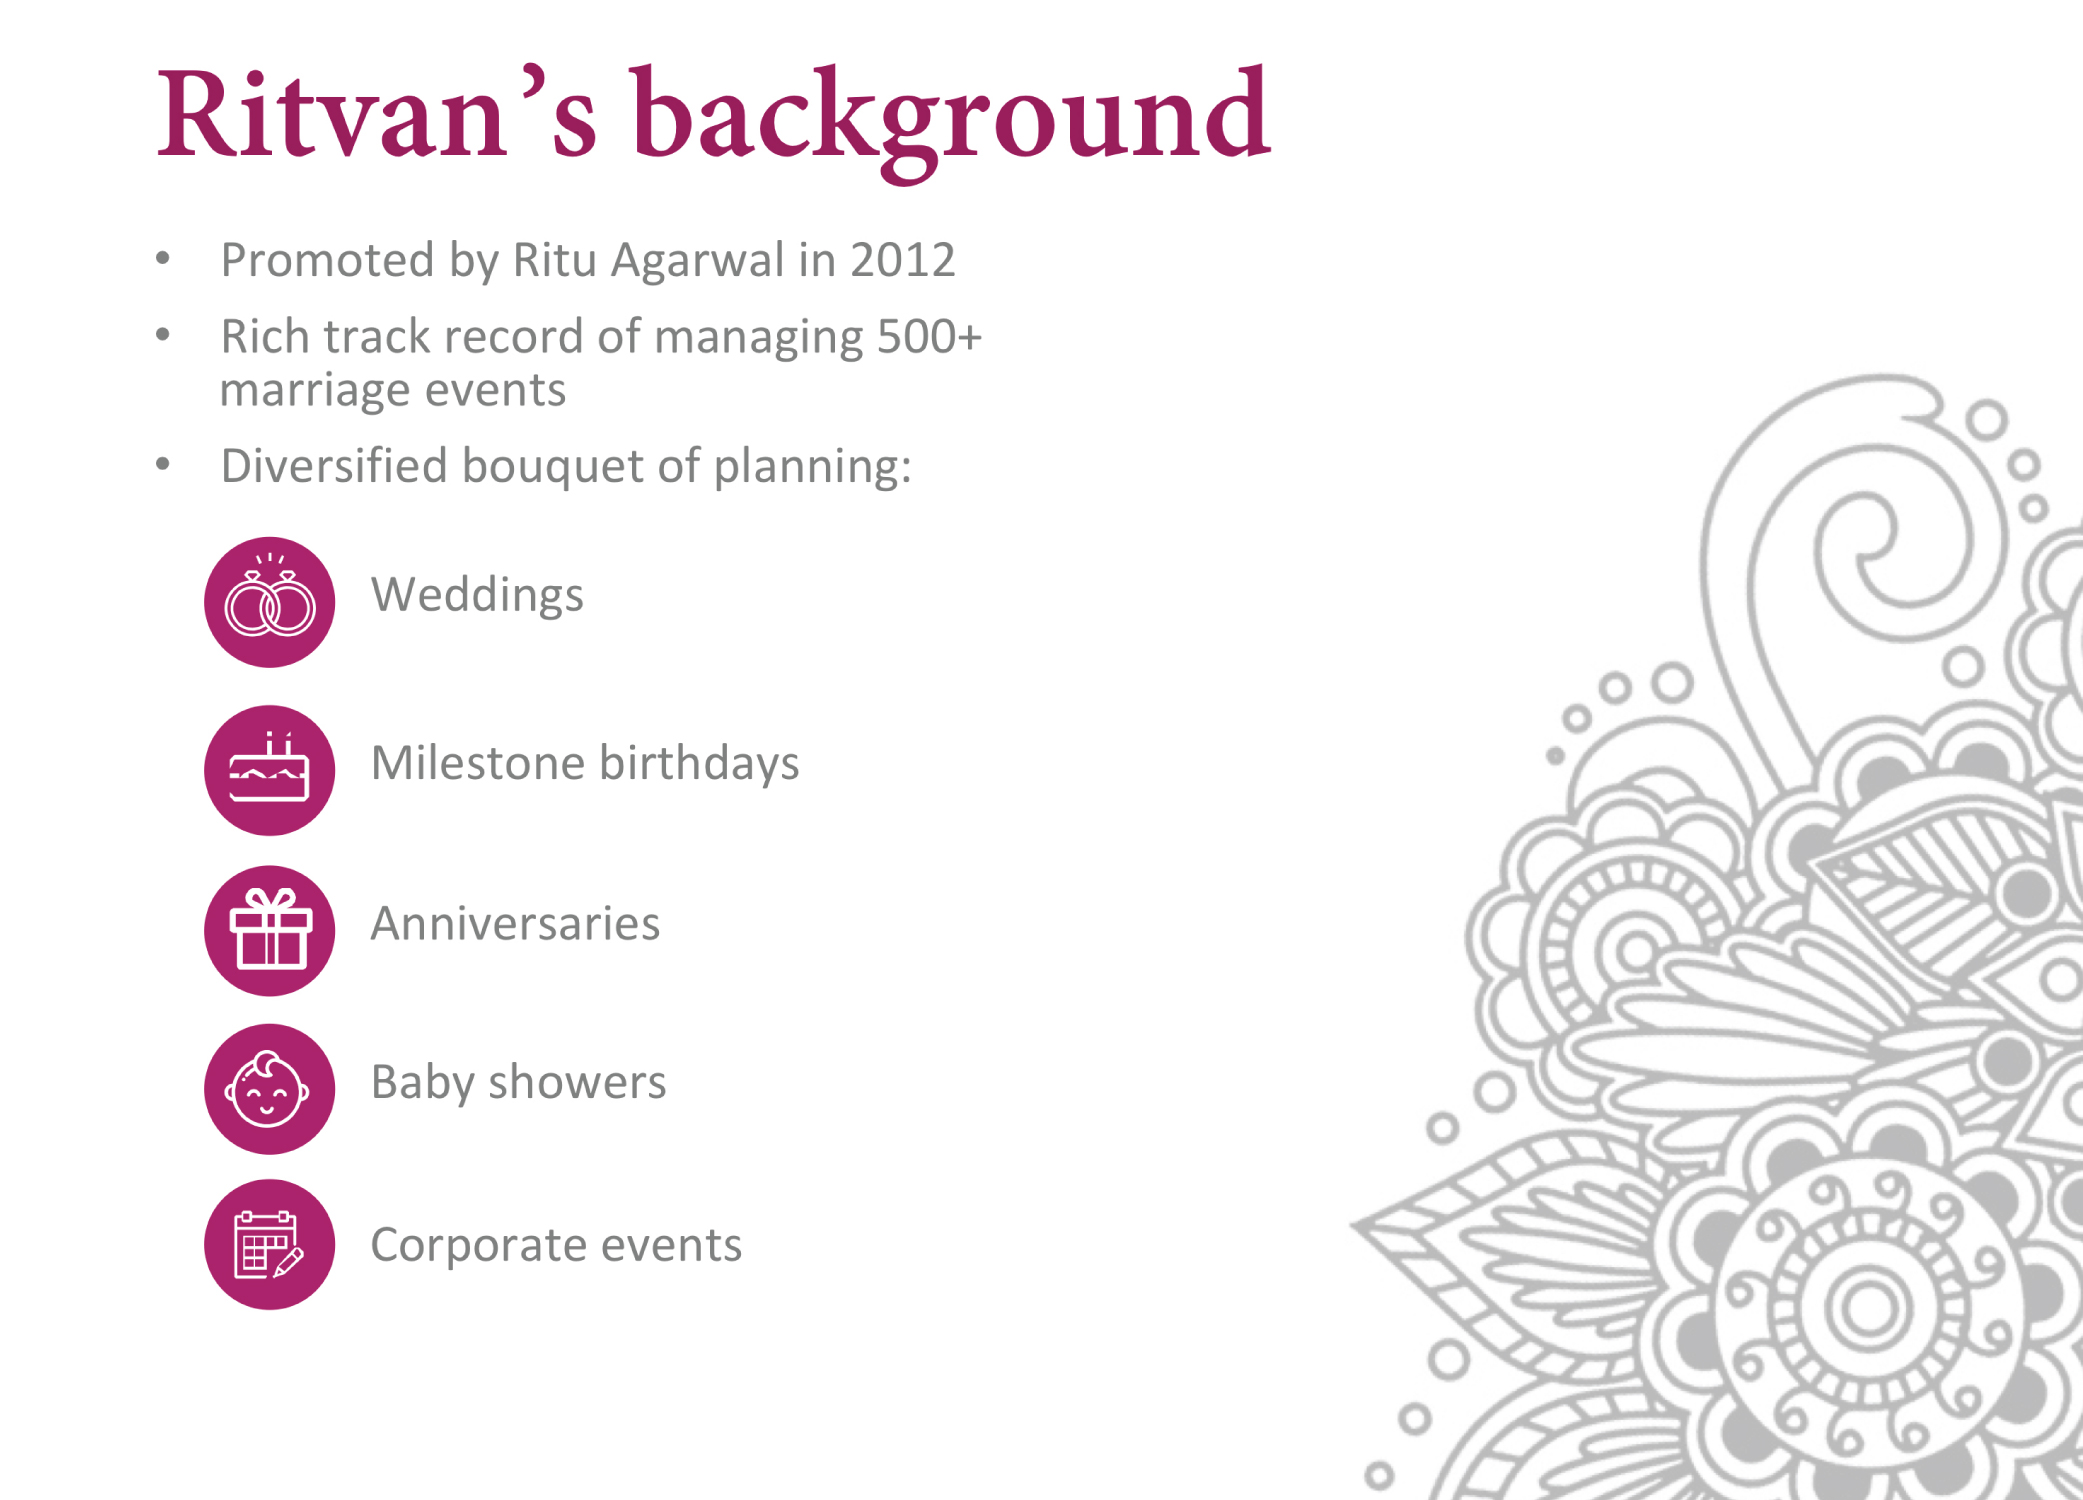 Ritvan’s background
• Promoted by Ritu Agarwal in 2012
• Rich track record of managing 500+
marriage events
• Diversified bouquet of planning:
Weddings
Milestone birthdays
Anniversaries
Baby showers
Corporate events